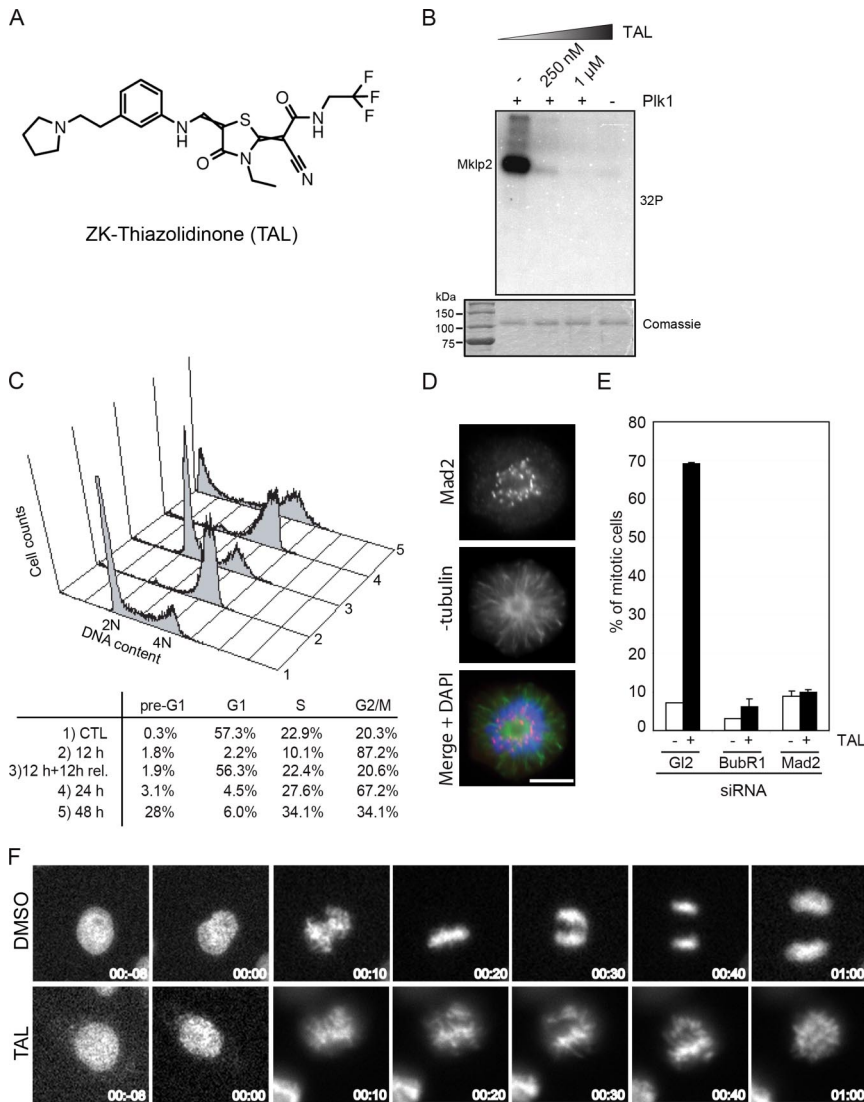 A
N
N
H
O
S
N
O
N
H
F
F
F
N
ZK-Thiazolidinone (TAL)
B
TAL
- 250 nM 1 µM
+ + + - Plk1
Mklp2
32P
kDa
150
100
75
Comassie
C
Cell counts
2N
4N
DNA content
1
2
3
4
5
pre-G1 G1 S G2/M
1) CTL 0.3% 57.3% 22.9% 20.3%
2) 12 h 1.8% 2.2% 10.1% 87.2%
3)12 h+12h rel. 1.9% 56.3% 22.4% 20.6%
4) 24 h 3.1% 4.5% 27.6% 67.2%
5) 48 h 28% 6.0% 34.1% 34.1%
D
Mad2
-tubulin
Merge + DAPI
E
% of mitotic cells
80
70
60
50
40
30
20
10
0
- + - + - + TAL
Gl2 BubR1 Mad2
siRNA
F
DMSO
00:-08 00:00 00:10 00:20 00:30 00:40 01:00
TAL
00:-08 00:00 00:10 00:20 00:30 00:40 01:00